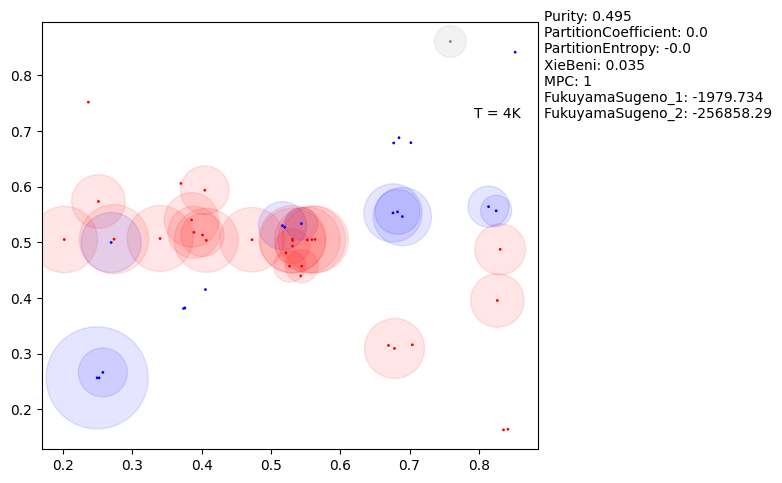 Purity: 0.495
PartitionCoefficient: 0.0
PartitionEntropy: -0.0
XieBeni: 0.035
MPC: 1
FukuyamaSugeno_1: -1979.734
FukuyamaSugeno_2: -256858.29
T = 4K
0.8
0.7
0.6
0.5
0.4
0.3
0.2
0.2 0.3 0.4 0.5 0.6 0.7 0.8